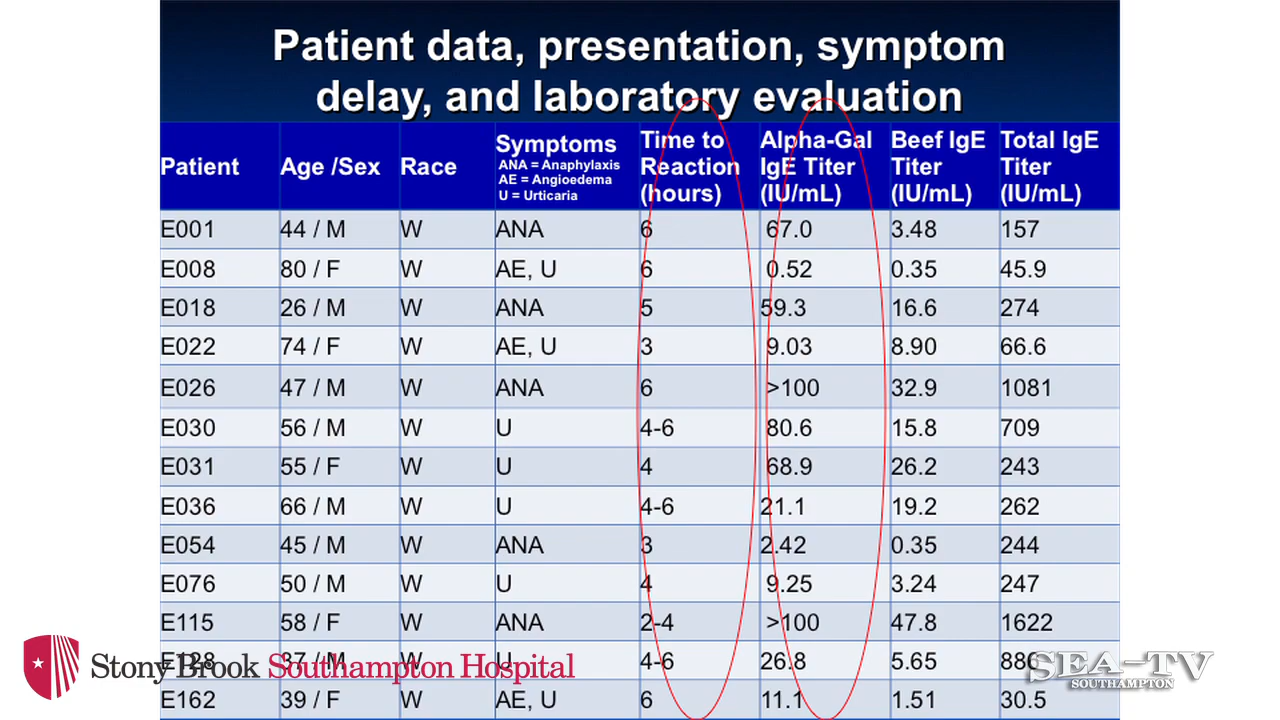 Patient data, presentation, symptom
delay, and laboratory evaluation
Patient Age /Sex Race Symptoms ANA = Anaphylaxis AE = Angioedema U = Urticaria Time to Reaction (hours) Alpha-Gal IgE Titer (IU/mL) Beef IgE Titer (IU/mL) Total IgE Titer (IU/mL)
E001 44 / M W ANA 6 67.0 3.48 157
E008 80 / F W AE, U 6 0.52 0.35 45.9
E018 26 / M W ANA 5 59.3 16.6 274
E022 74 / F W AE, U 3 9.03 8.90 66.6
E026 47 / M W ANA 6 >100 32.9 1081
E030 56 / M W U 4-6 80.6 15.8 709
E031 55 / F W U 4 68.9 26.2 243
E036 66 / M W U 4-6 21.1 19.2 262
E054 45 / M W ANA 3 2.42 0.35 244
E076 50 / M W U 4 9.25 3.24 247
E115 58 / F W ANA 2-4 >100 47.8 1622
37 / M W U 4-6 26.8 5.65
E162 39 / F W AE, U 6 11.1 1.51 30.5
Stony Brook Southampton Hospital
SEA-TV
SOUTHAMPTON